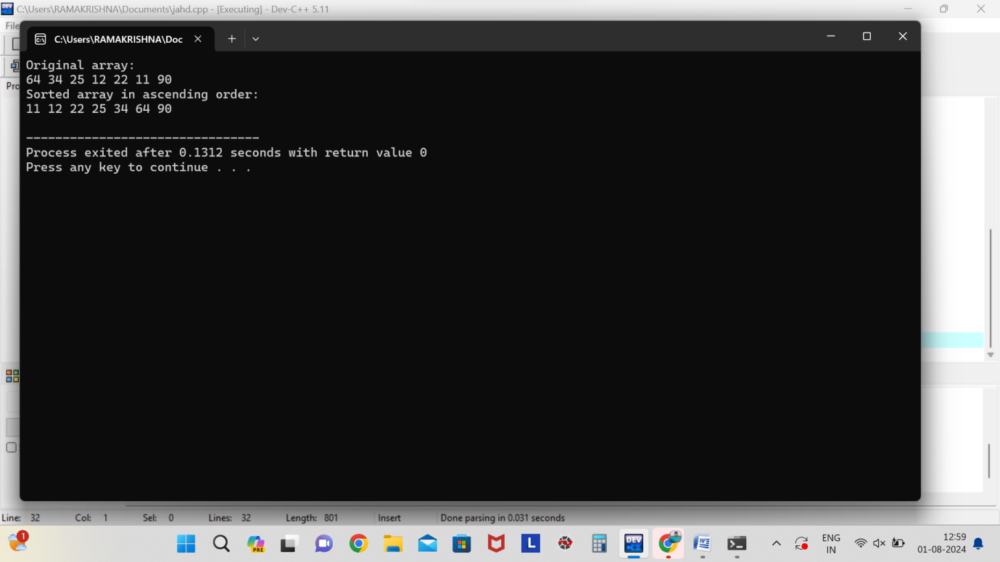 C:\Users\RAMAKRISHNA\Documents\jahd.cpp - [Executing] - Dev-C++ 5.11
File
C:\Users\RAMAKRISHNA\Doc
Pro
Original array:
64 34 25 12 22 11 90
Sorted array in ascending order:
11 12 22 25 34 64 90
--------------------------------
Process exited after 0.1312 seconds with return value 0
Press any key to continue . . .
Line: 32 Col: 1 Sel: 0 Lines: 32 Length: 801 Insert Done parsing in 0.031 seconds
1 PRE L DEV C++ ENG 12:59
IN 01-08-2024